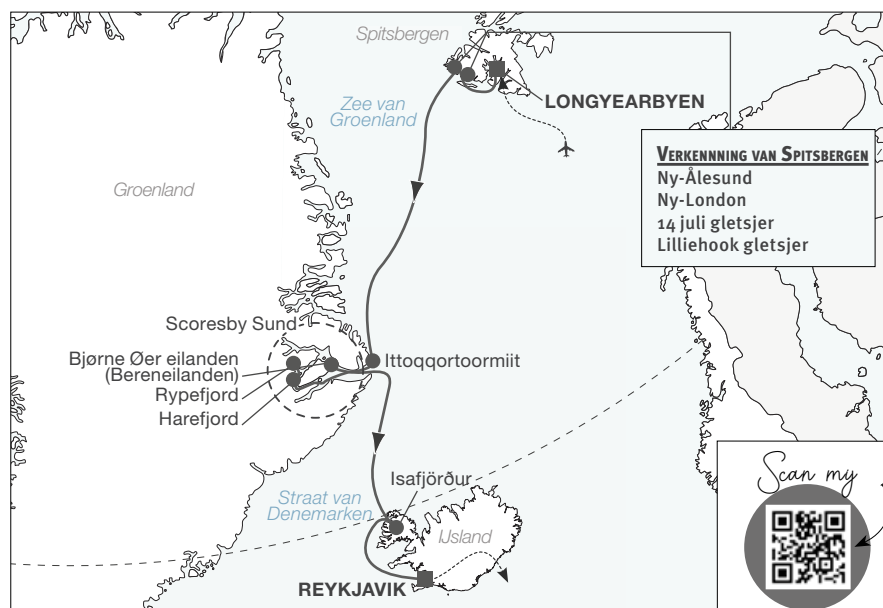 Spitsbergen
LONGYEARBYEN
Zee van
Groenland
VERKENNNING VAN SPITSBERGEN
Ny-Ålesund
Ny-London
14 juli gletsjer
Lilliehook gletsjer
Groenland
Scoresby Sund
Ittoqqortoormiit
Bjørne Øer eilanden
(Bereneilanden)
Rypefjord
Harefjord
Isafjörður
Straat van
Denemarken
IJsland
REYKJAVIK
Scan my